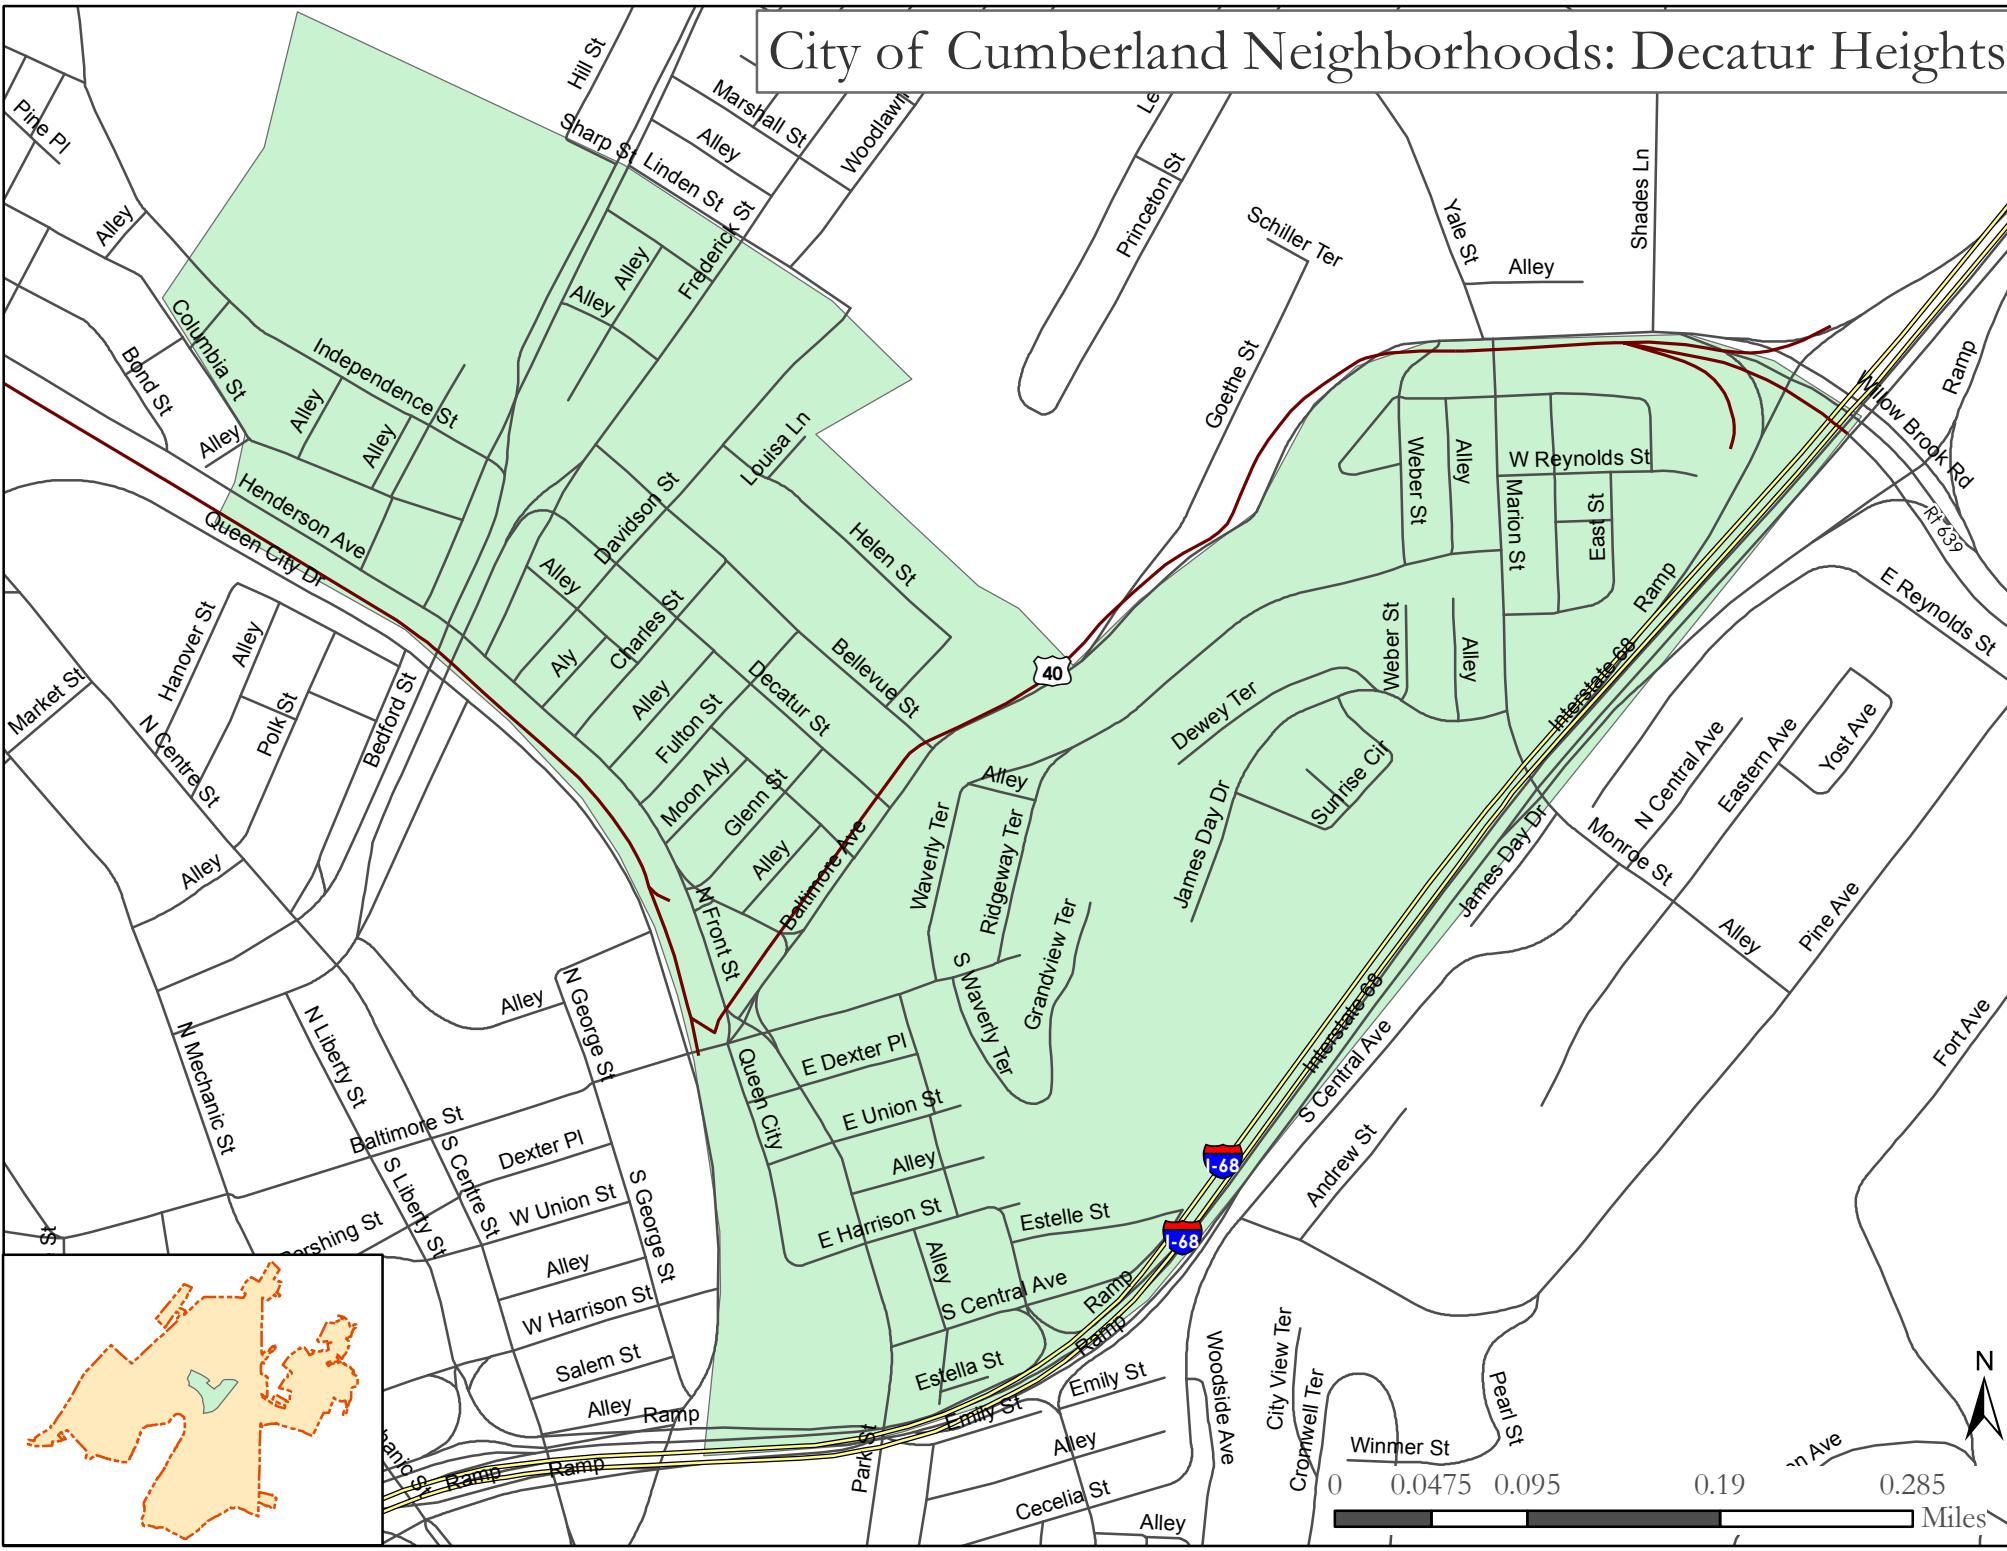 City of Cumberland Neighborhoods: Decatur Heights
Hill St
Marshall St
Pine Pl
Sharp St
Alley
Woodlawn
Le
Linden St
Princeton St
Shades Ln
Alley
Frederick St
Schiller Ter
Yale St
Alley
Alley
Alley
Columbia St
Independence St
Bond St
Goethe St
Ramp
Willow Brook Rd
Alley
Alley
Alley
Louisa Ln
Weber St
Alley
W Reynolds St
Marion St
East St
Henderson Ave
Queen City Dr
Davidson St
Helen St
Rt 639
Alley
Charles St
Ramp
E Reynolds St
Hanover St
Alley
Aly
Bellevue St
Weber St
Alley
40
Market St
Polk St
Bedford St
Alley
Decatur St
Fulton St
Dewey Ter
Interstate 68
N Centre St
Moon Aly
Glenn St
Alley
Sunrise Cir
N Central Ave
Eastern Ave
Yost Ave
Alley
Alley
Baltimore Ave
Waverly Ter
Ridgeway Ter
James Day Dr
James Day Dr
Monroe St
N Front St
Grandview Ter
Alley
Pine Ave
S Waverly Ter
Alley
N George St
N Mechanic St
N Liberty St
Queen City
E Dexter Pl
Interstate 68
S Central Ave
Fort Ave
Baltimore St
E Union St
Dexter Pl
S Centre St
S Liberty St
Alley
I-68
Andrew St
W Union St
S George St
E Harrison St
Estelle St
I-68
Pershing St
St
Alley
Alley
W Harrison St
S Central Ave
Ramp
Ramp
Salem St
Estella St
Emily St
Woodside Ave
City View Ter
Cromwell Ter
Pearl St
Alley
Ramp
Emily St
Park St
Alley
Winmer St
on Ave
hanic St
Ramp
Ramp
Cecelia St
Alley
N
0 0.0475 0.095 0.19 0.285
Miles